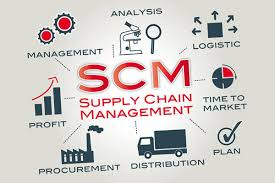 ANALYSIS
LOGISTIC
MANAGEMENT
SCM
SUPPLY CHAIN
MANAGEMENT
TIME TO
MARKET
PROFIT
PLAN
PROCUREMENT
DISTRIBUTION